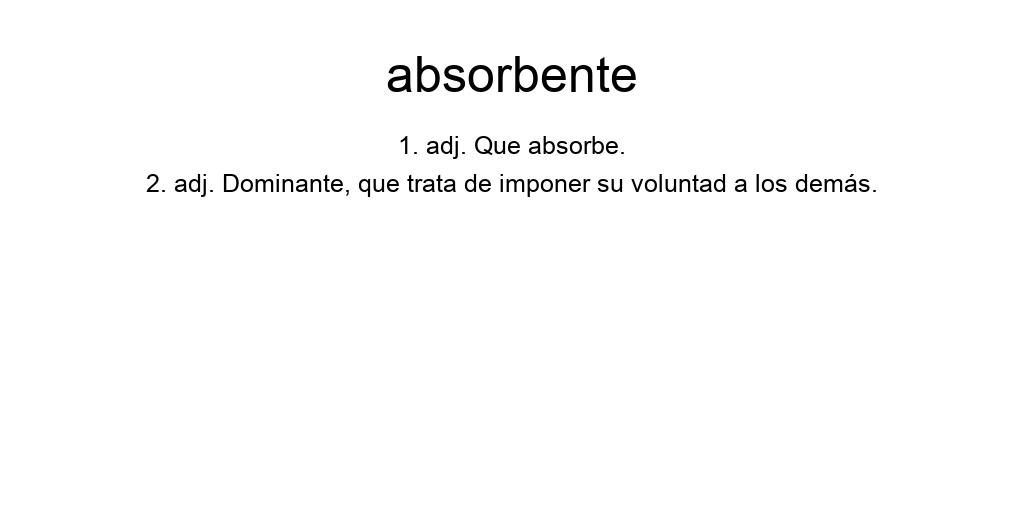 absorbente
1. adj. Que absorbe.
2. adj. Dominante, que trata de imponer su voluntad a los demás.